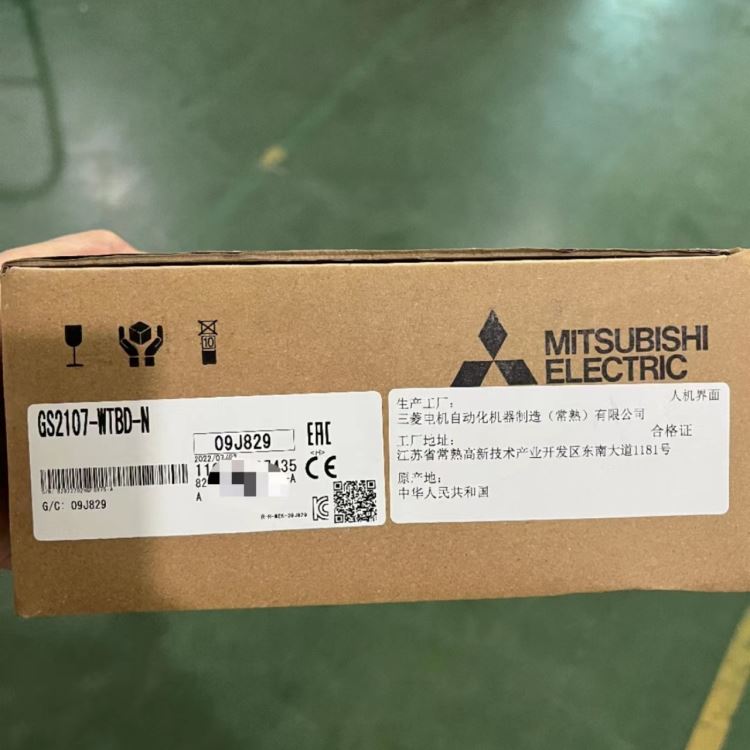 10
MITSUBISHI
ELECTRIC
GS2107-WTBD-N
09J829
G/C: 09J829
A
-A
R-R-MEK-09J829
人机界面
生产工厂:
三菱电机自动化机器制造（常熟）有限公司
合格证
工厂地址:
江苏省常熟高新技术产业开发区东南大道1181号
原产地:
中华人民共和国